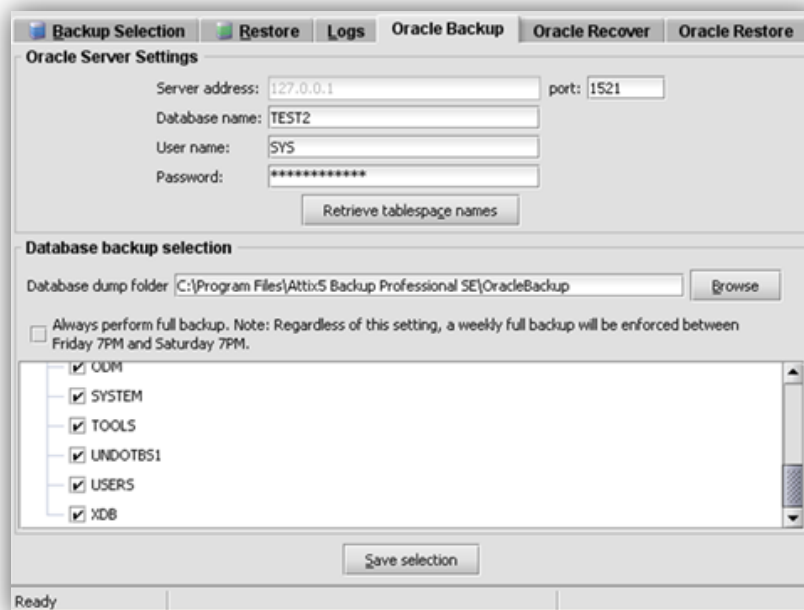 Backup Selection Restore Logs Oracle Backup Oracle Recover Oracle Restore
Oracle Server Settings
Server address: 127.0.0.1 port: 1521
Database name: TEST2
User name: SYS
Password: ************
Retrieve tablespace names
Database backup selection
Database dump folder C:\Program Files\Attix5 Backup Professional SE\OracleBackup Browse
Always perform full backup. Note: Regardless of this setting, a weekly full backup will be enforced between
Friday 7PM and Saturday 7PM.
ODM
SYSTEM
TOOLS
UNDOTBS1
USERS
XDB
Save selection
Ready